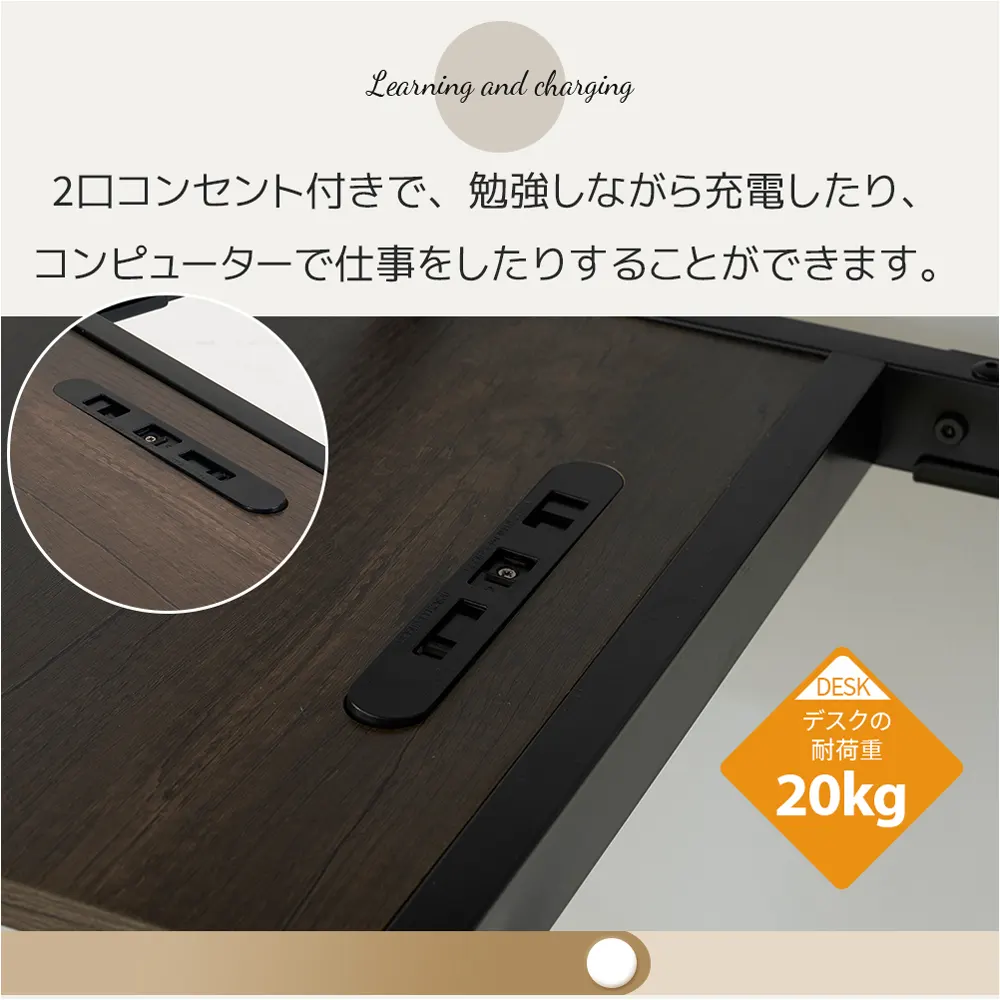 Learning and charging
2口コンセント付きで、勉強しながら充電したり、
コンピューターで仕事をしたりすることができます。
DESK
デスクの
耐荷重
20kg